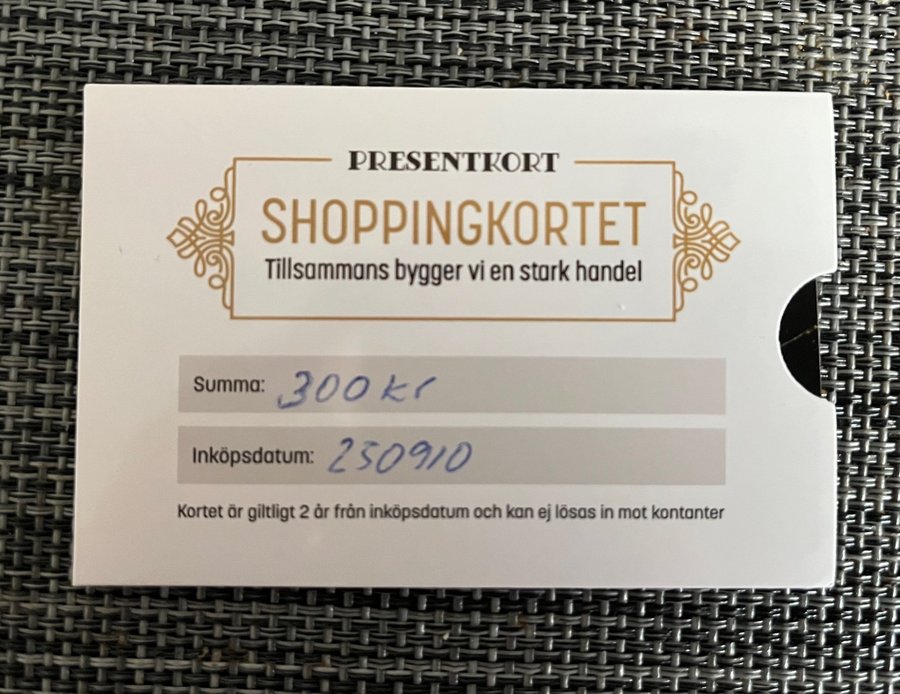 PRESENTKORT
SHOPPINGKORTET
Tillsammans bygger vi en stark handel
Summa: 300 kr
Inköpsdatum: 250910
Kortet är giltligt 2 år från inköpsdatum och kan ej lösas in mot kontanter